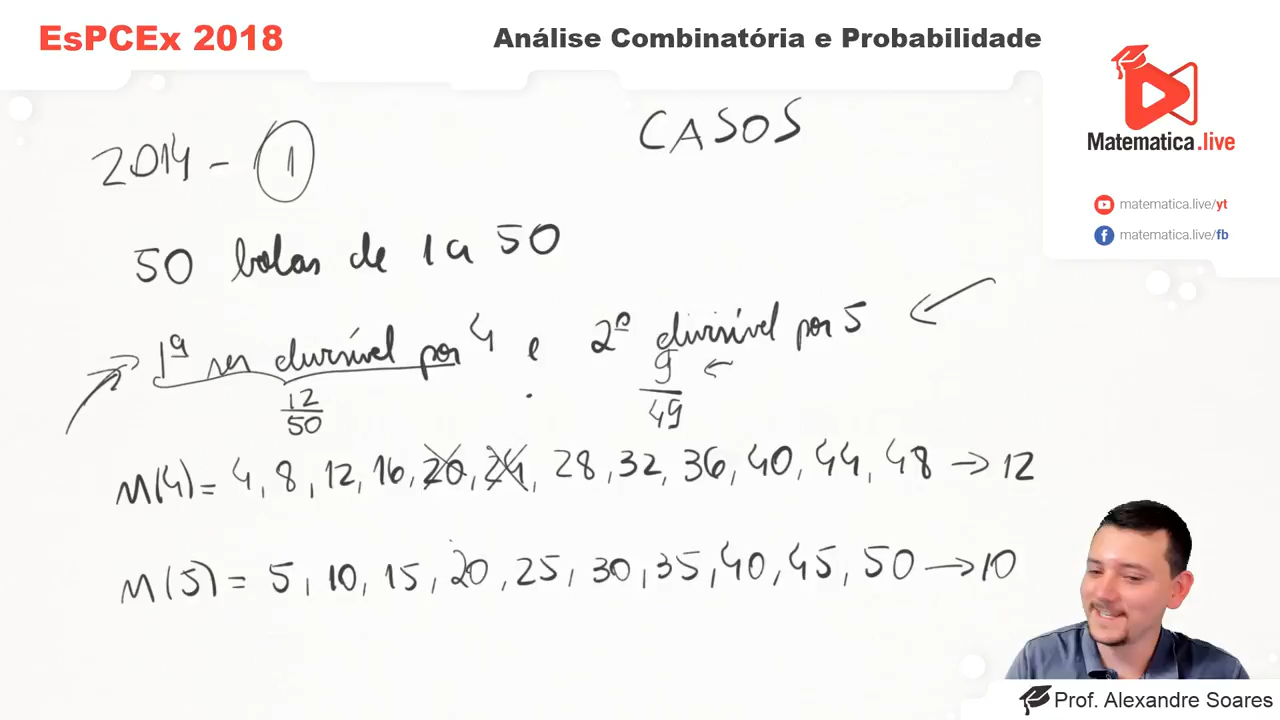 EsPCEx 2018
Análise Combinatória e Probabilidade
Matematica.live
matematica.live/yt
matematica.live/fb
CASOS
2014 - 1
50 bolas de 1 a 50
1ª ser divisível por 4 e 2º divisível por 5
12
50
.
9
49
M(4) = 4, 8, 12, 16, 20, 24, 28, 32, 36, 40, 44, 48 → 12
M(5) = 5, 10, 15, 20, 25, 30, 35, 40, 45, 50 → 10
Prof. Alexandre Soares